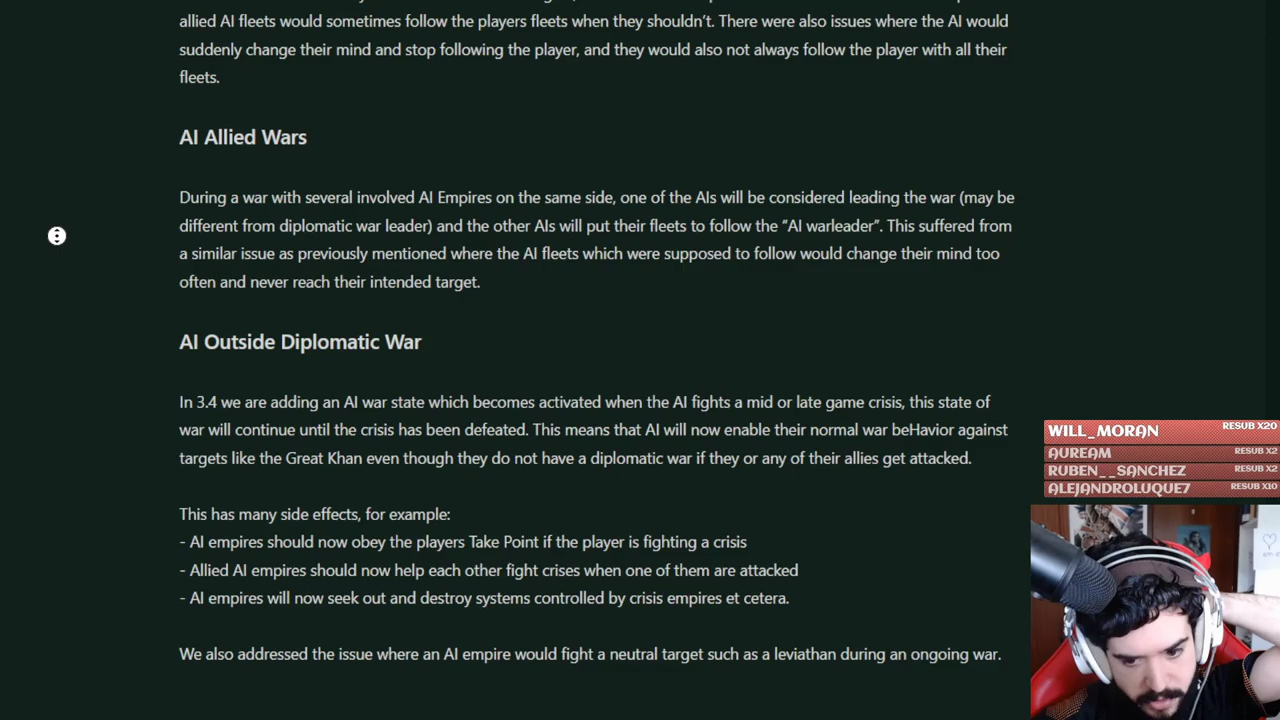 allied AI fleets would sometimes follow the players fleets when they shouldn't. There were also issues where the AI would
suddenly change their mind and stop following the player, and they would also not always follow the player with all their
fleets.
AI Allied Wars
During a war with several involved AI Empires on the same side, one of the AIs will be considered leading the war (may be
different from diplomatic war leader) and the other AIs will put their fleets to follow the “AI warleader”. This suffered from
a similar issue as previously mentioned where the AI fleets which were supposed to follow would change their mind too
often and never reach their intended target.
AI Outside Diplomatic War
In 3.4 we are adding an AI war state which becomes activated when the AI fights a mid or late game crisis, this state of
war will continue until the crisis has been defeated. This means that AI will now enable their normal war beHavior against
targets like the Great Khan even though they do not have a diplomatic war if they or any of their allies get attacked.
This has many side effects, for example:
- AI empires should now obey the players Take Point if the player is fighting a crisis
- Allied AI empires should now help each other fight crises when one of them are attacked
- AI empires will now seek out and destroy systems controlled by crisis empires et cetera.
We also addressed the issue where an AI empire would fight a neutral target such as a leviathan during an ongoing war.
WILL_MORAN RESUB X20
AUREAM RESUB X2
RUBEN__SANCHEZ RESUB X2
ALEJANDROLUQUE7 RESUB X10